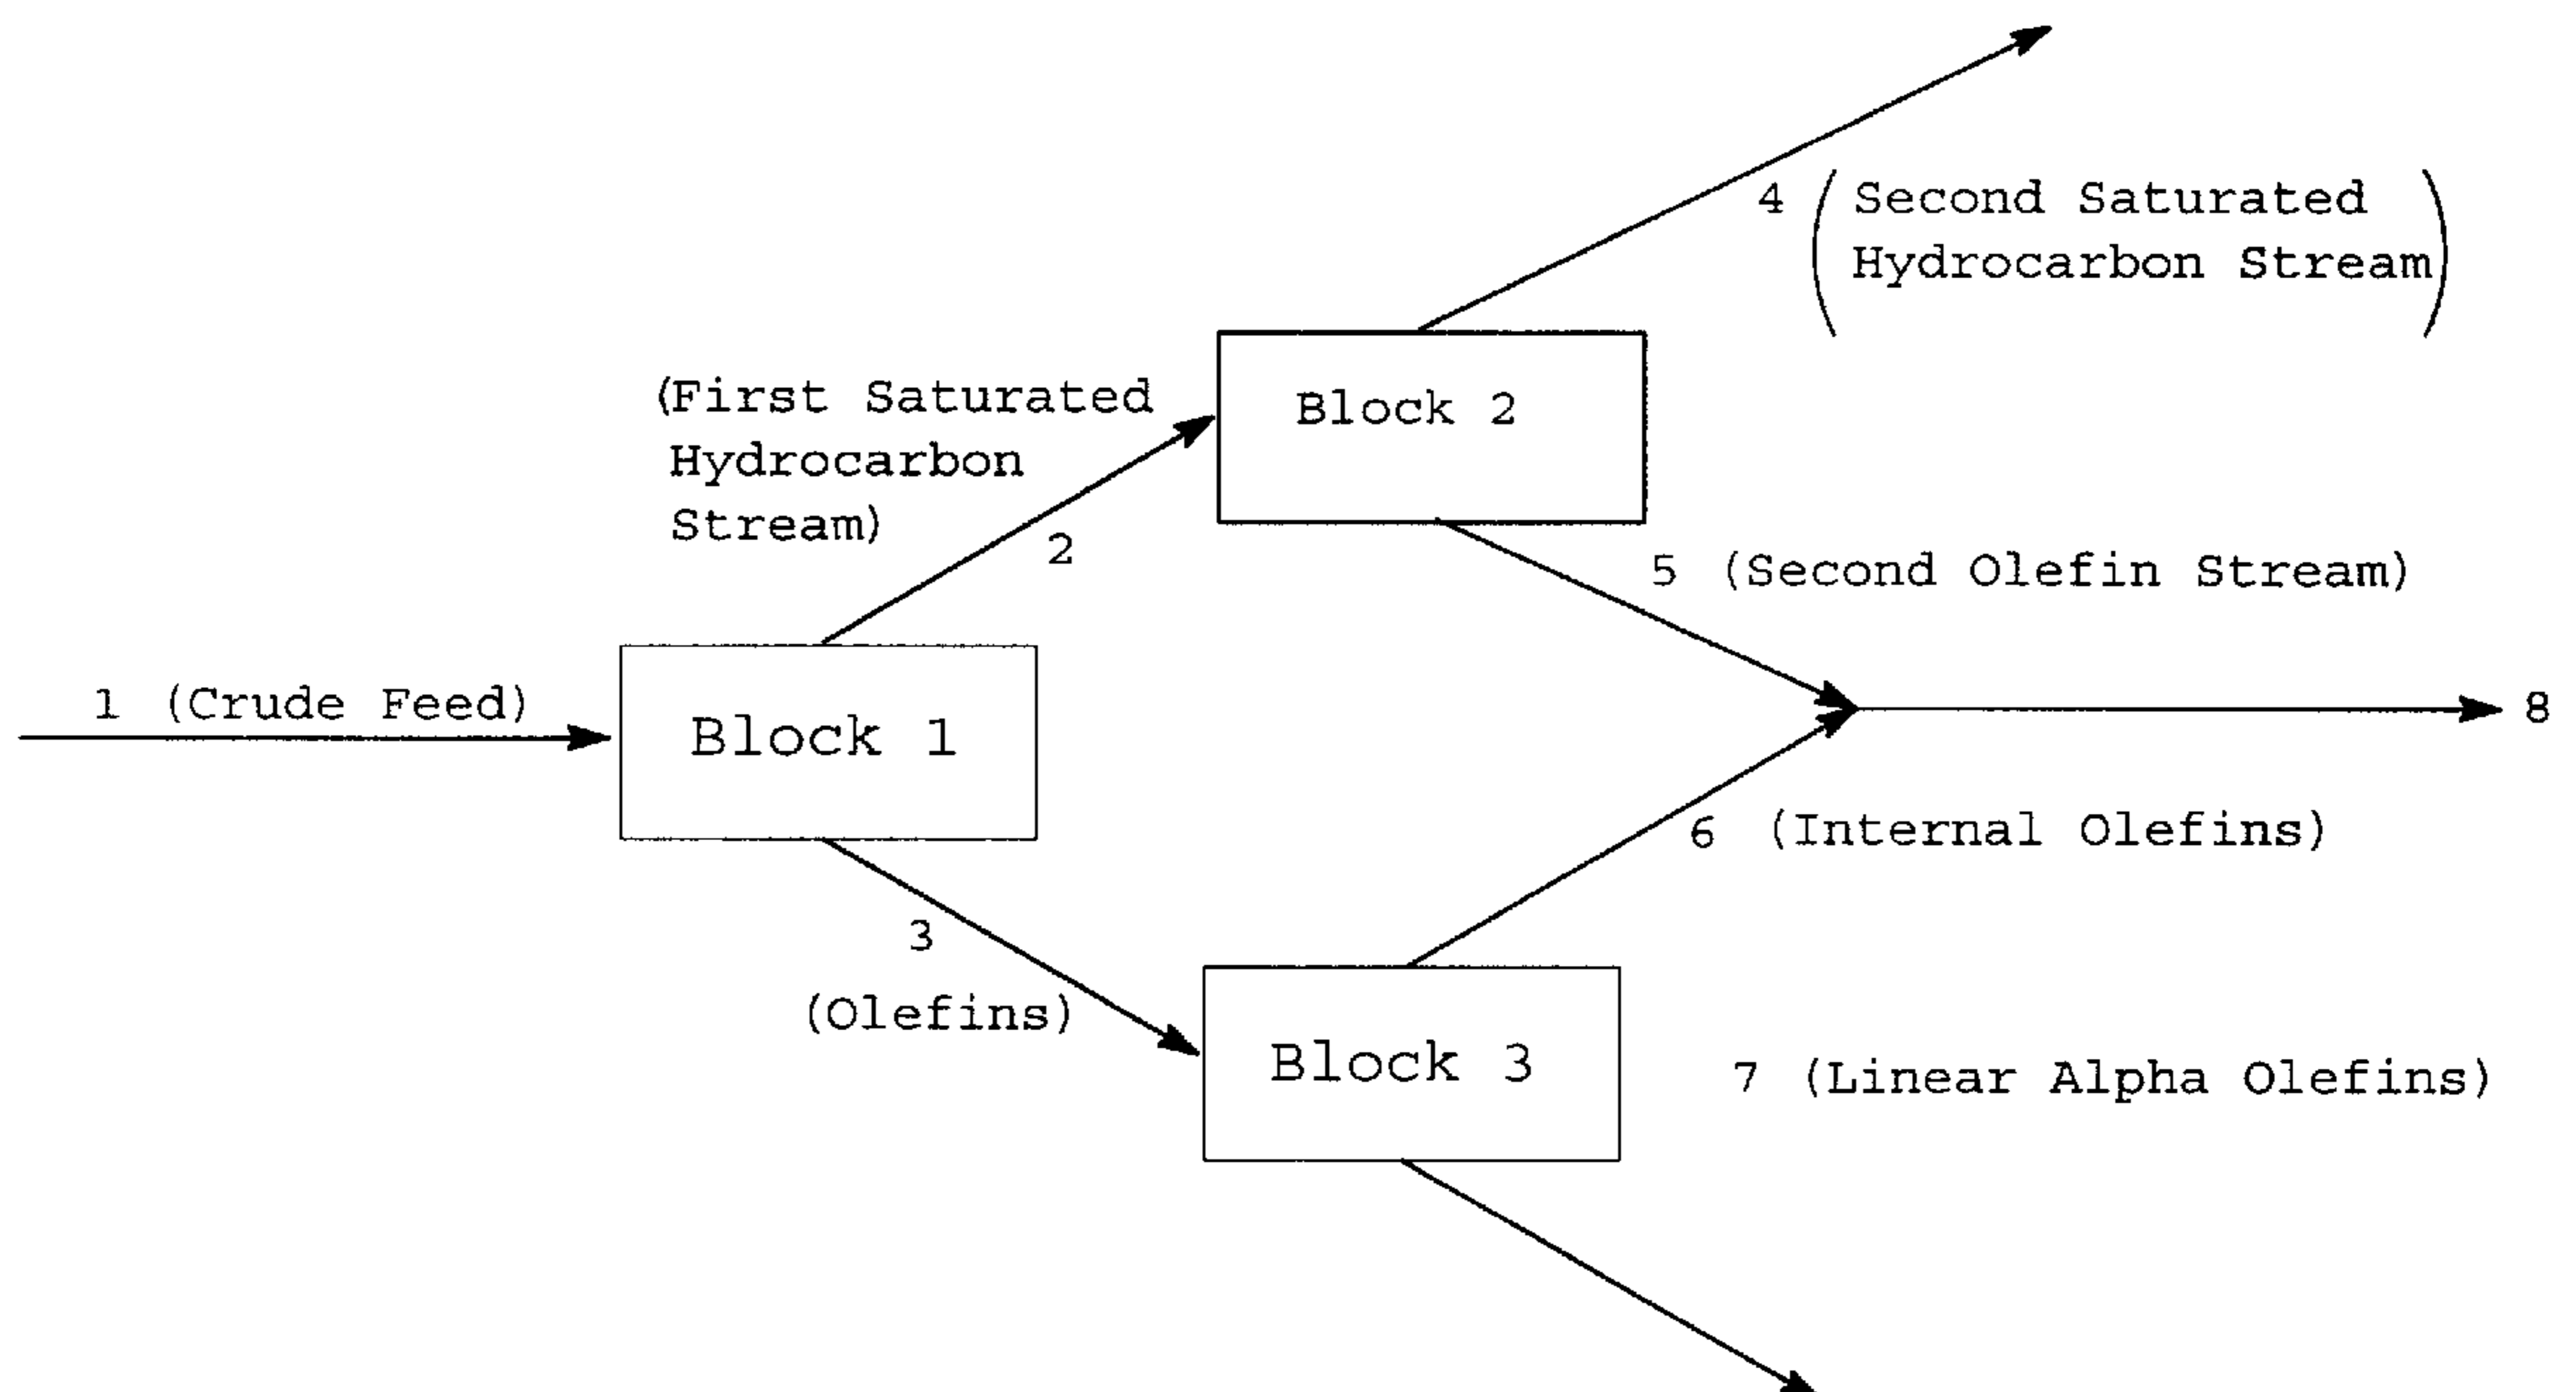 4 (Second Saturated
Hydrocarbon Stream)
(First Saturated
Hydrocarbon
Stream)
2
Block 2
5 (Second Olefin Stream)
1 (Crude Feed)
Block 1
8
6 (Internal Olefins)
3
(Olefins)
Block 3
7 (Linear Alpha Olefins)